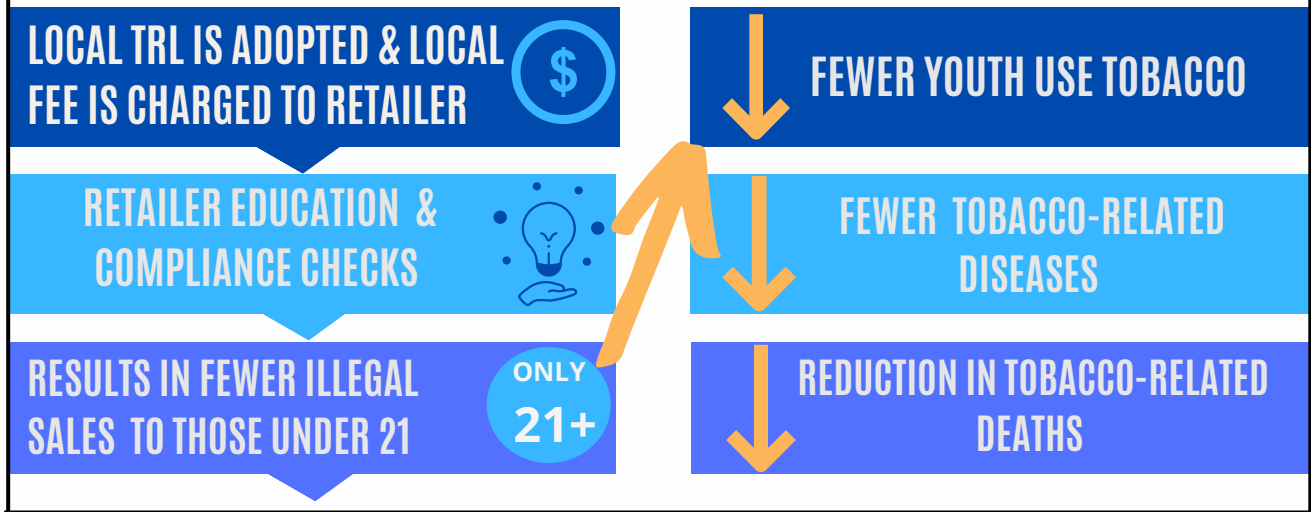 LOCAL TRL IS ADOPTED & LOCAL
FEE IS CHARGED TO RETAILER
$
RETAILER EDUCATION &
COMPLIANCE CHECKS
RESULTS IN FEWER ILLEGAL
SALES TO THOSE UNDER 21
ONLY
21+
FEWER YOUTH USE TOBACCO
FEWER TOBACCO-RELATED
DISEASES
REDUCTION IN TOBACCO-RELATED
DEATHS